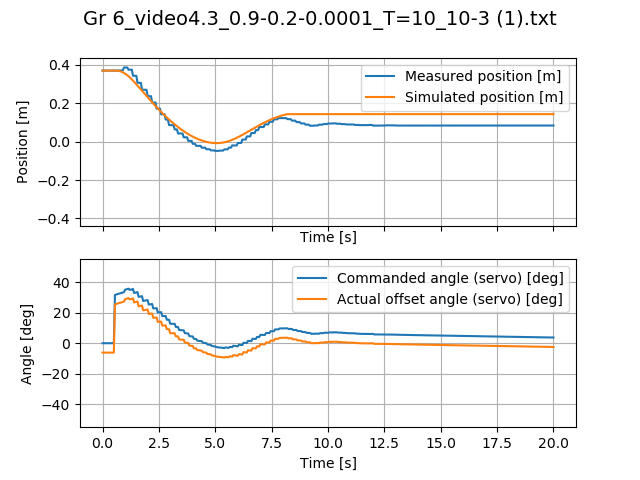 Gr 6_video4.3_0.9-0.2-0.0001_T=10_10-3 (1).txt
0.4
0.2
0.0
−0.2
−0.4
Position [m]
Measured position [m]
Simulated position [m]
Time [s]
40
20
0
−20
−40
Angle [deg]
Commanded angle (servo) [deg]
Actual offset angle (servo) [deg]
0.0 2.5 5.0 7.5 10.0 12.5 15.0 17.5 20.0
Time [s]